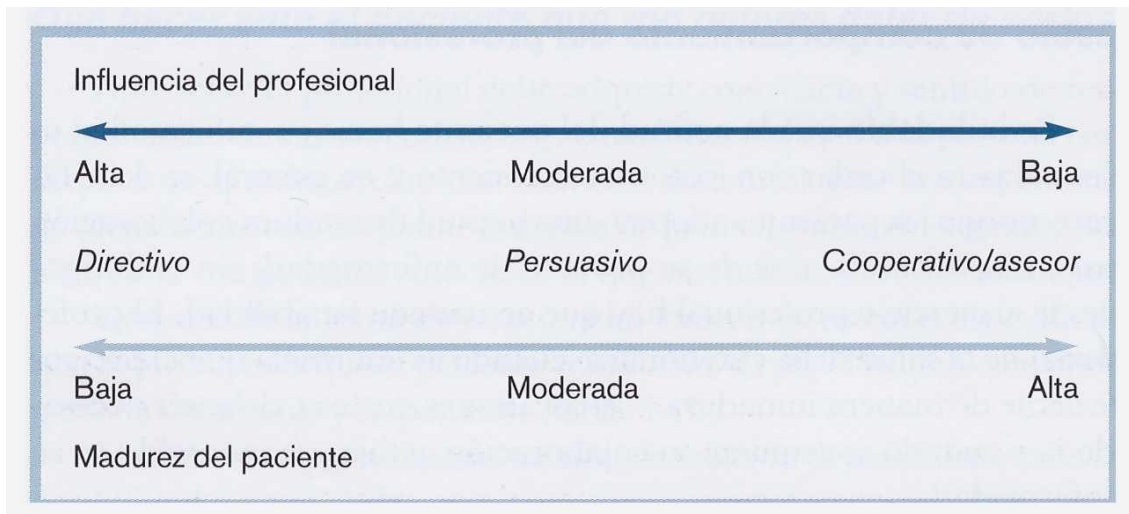 Influencia del profesional
Alta Moderada Baja
Directivo Persuasivo Cooperativo/asesor
Baja Moderada Alta
Madurez del paciente